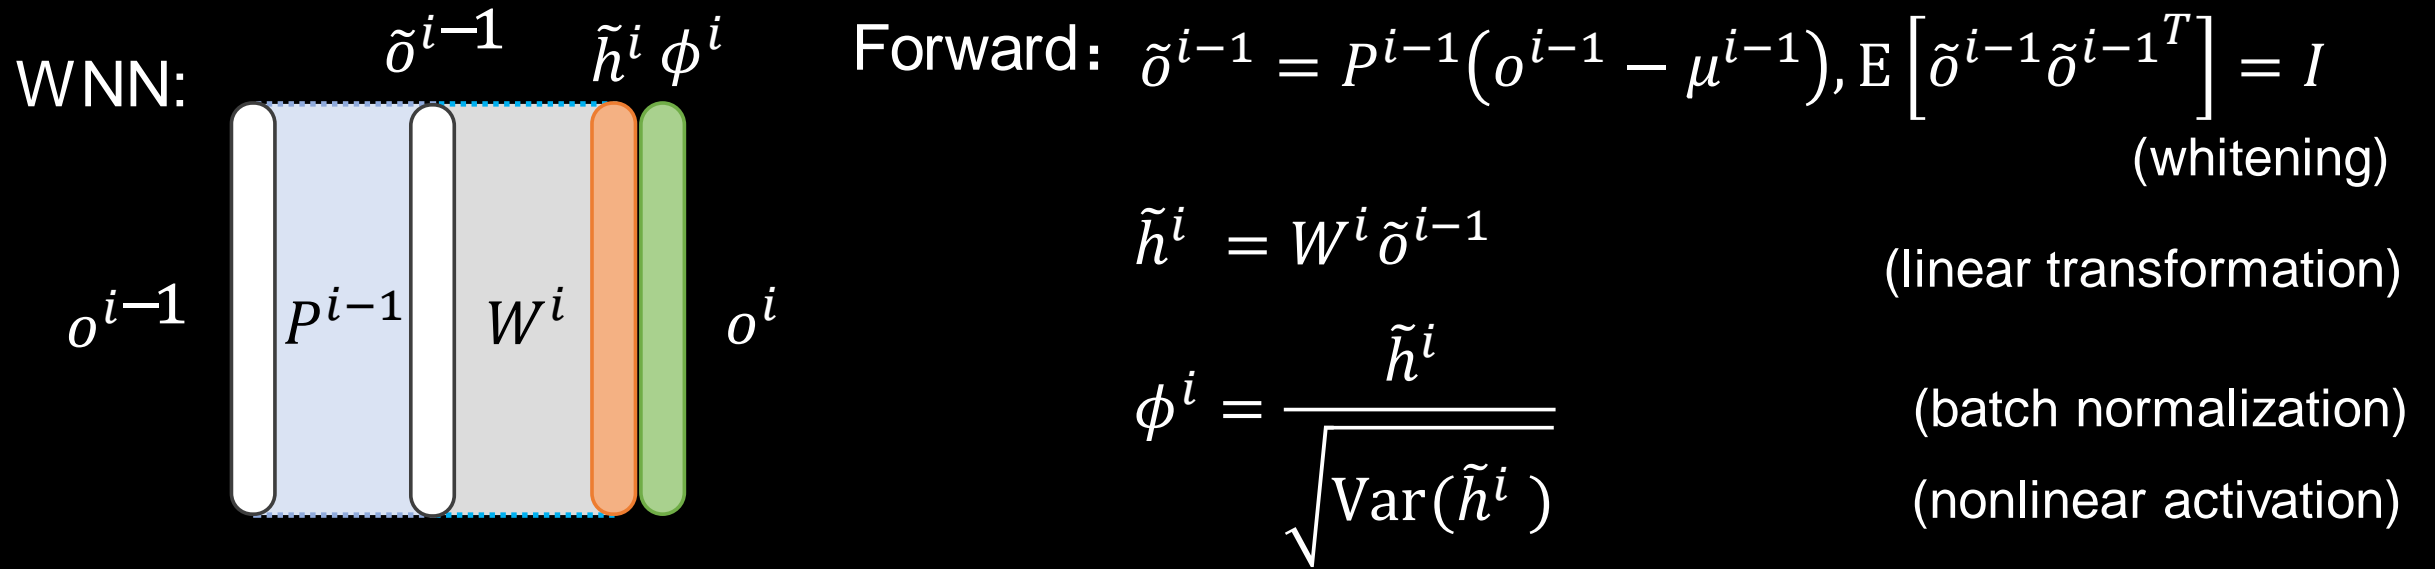 WNN:
õ^{i−1} h̃^i ϕ^i
o^{i−1} P^{i−1} W^i o^i
Forward: õ^{i−1} = P^{i−1}(o^{i−1} − μ^{i−1}), E[õ^{i−1}õ^{i−1}^T] = I
(whitening)
h̃^i = W^i õ^{i−1} (linear transformation)
ϕ^i = h̃^i / √Var(h̃^i) (batch normalization)
(nonlinear activation)